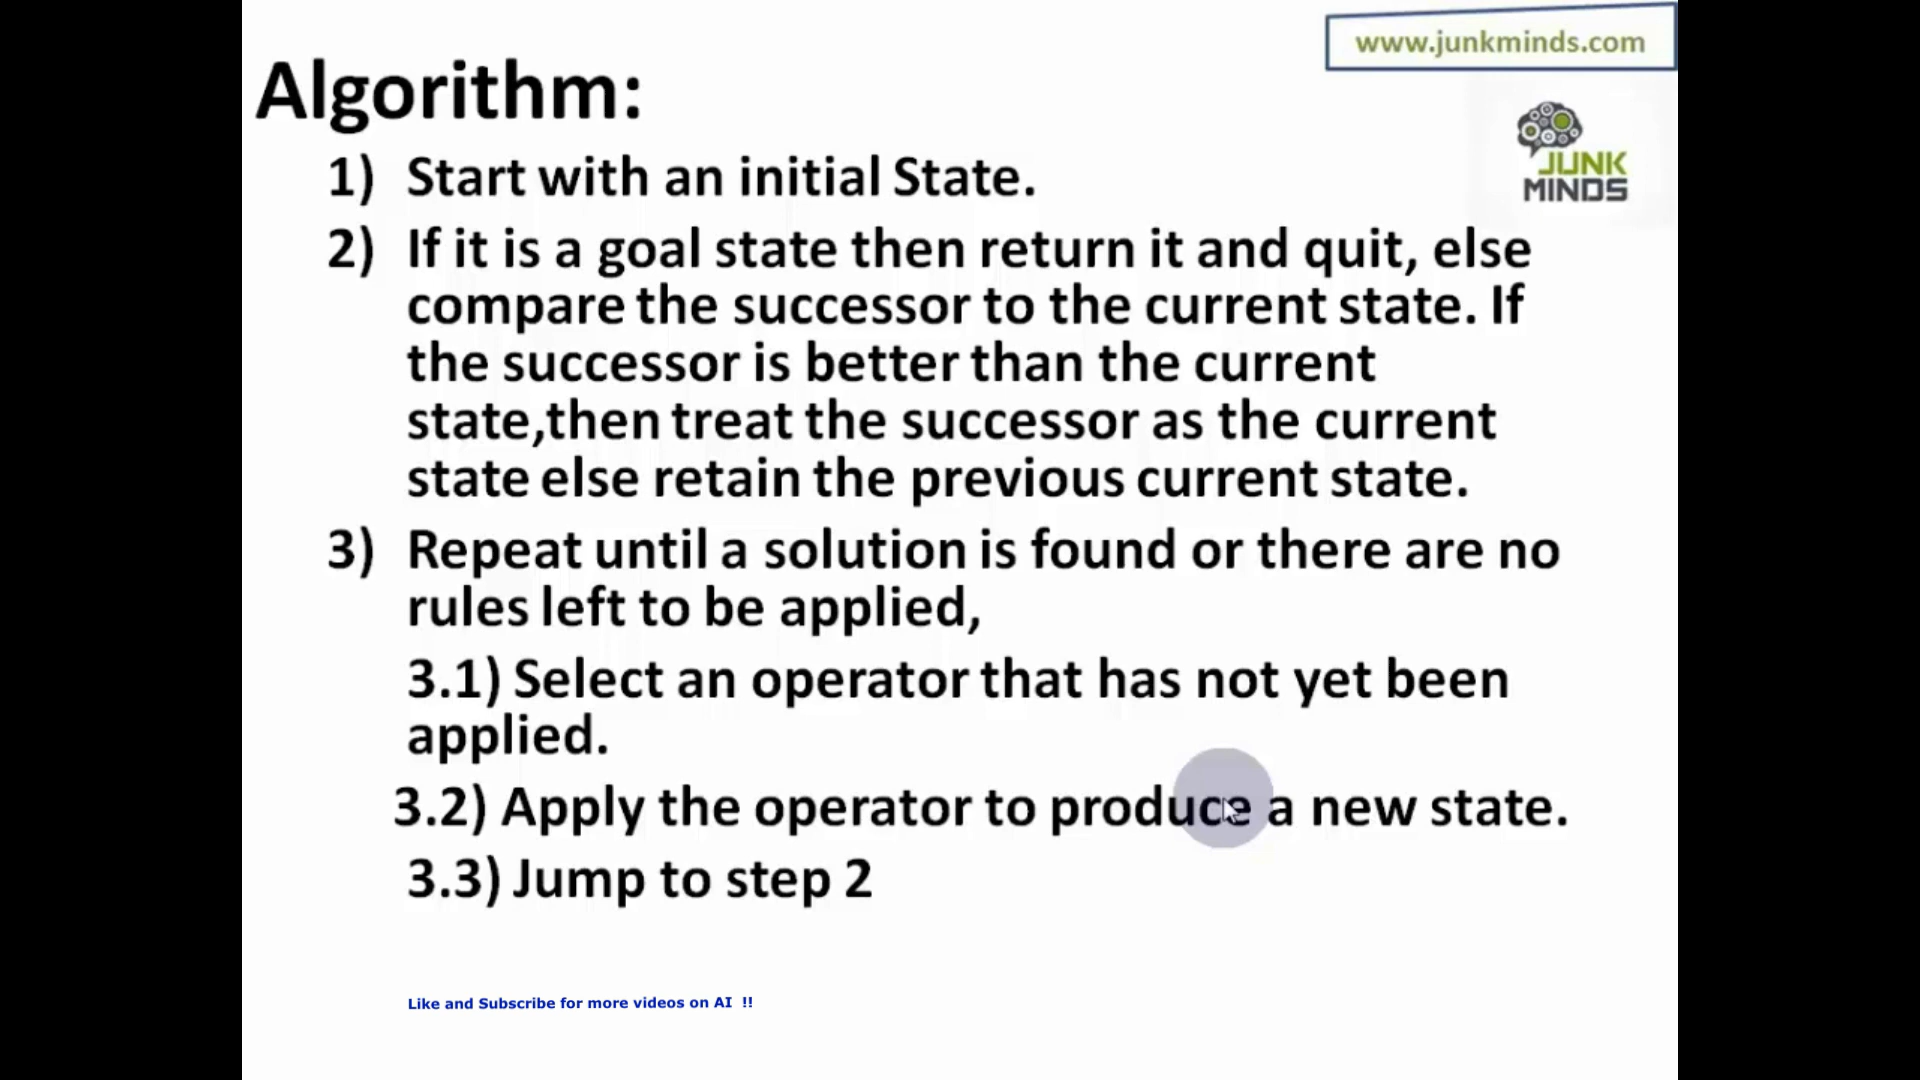 www.junkminds.com
Algorithm:
JUNK
MINDS
1) Start with an initial State.
2) If it is a goal state then return it and quit, else
compare the successor to the current state. If
the successor is better than the current
state,then treat the successor as the current
state else retain the previous current state.
3) Repeat until a solution is found or there are no
rules left to be applied,
3.1) Select an operator that has not yet been
applied.
3.2) Apply the operator to produce a new state.
3.3) Jump to step 2
Like and Subscribe for more videos on AI !!